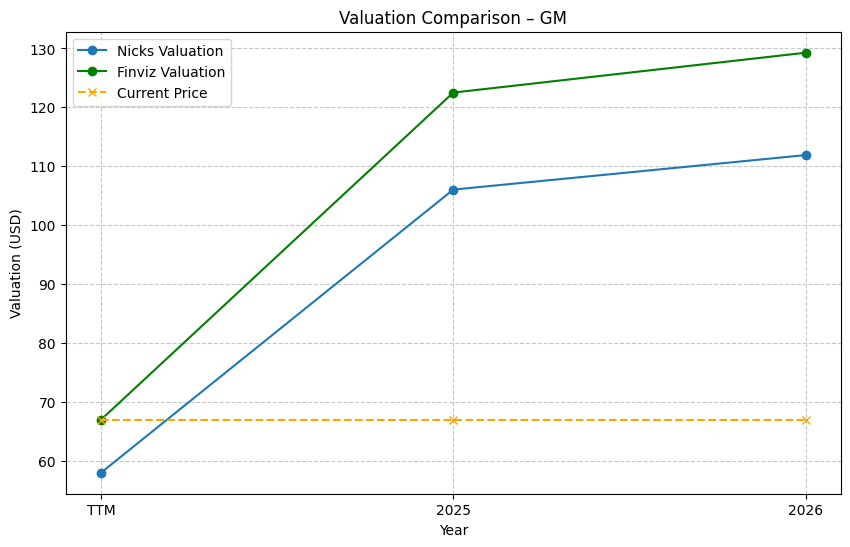 Valuation Comparison – GM
Nicks Valuation
Finviz Valuation
Current Price
Valuation (USD)
130
120
110
100
90
80
70
60
TTM
2025
2026
Year